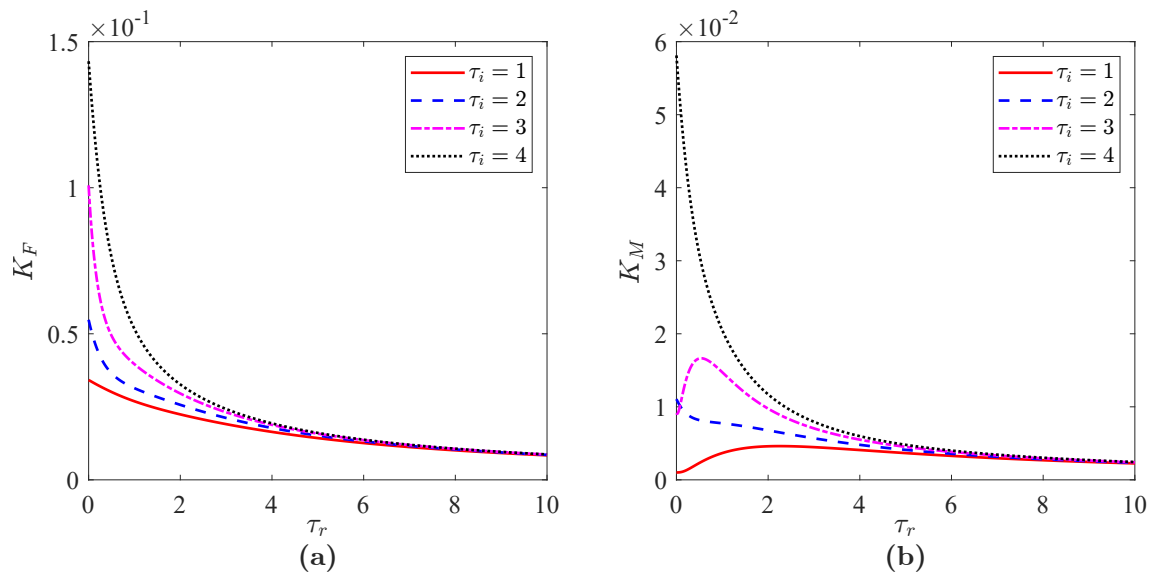 ×10⁻¹
1.5
1
0.5
0
K_F
0 2 4 6 8 10
τ_r
τ_i = 1
τ_i = 2
τ_i = 3
τ_i = 4
(a)
×10⁻²
6
5
4
3
2
1
0
K_M
0 2 4 6 8 10
τ_r
τ_i = 1
τ_i = 2
τ_i = 3
τ_i = 4
(b)